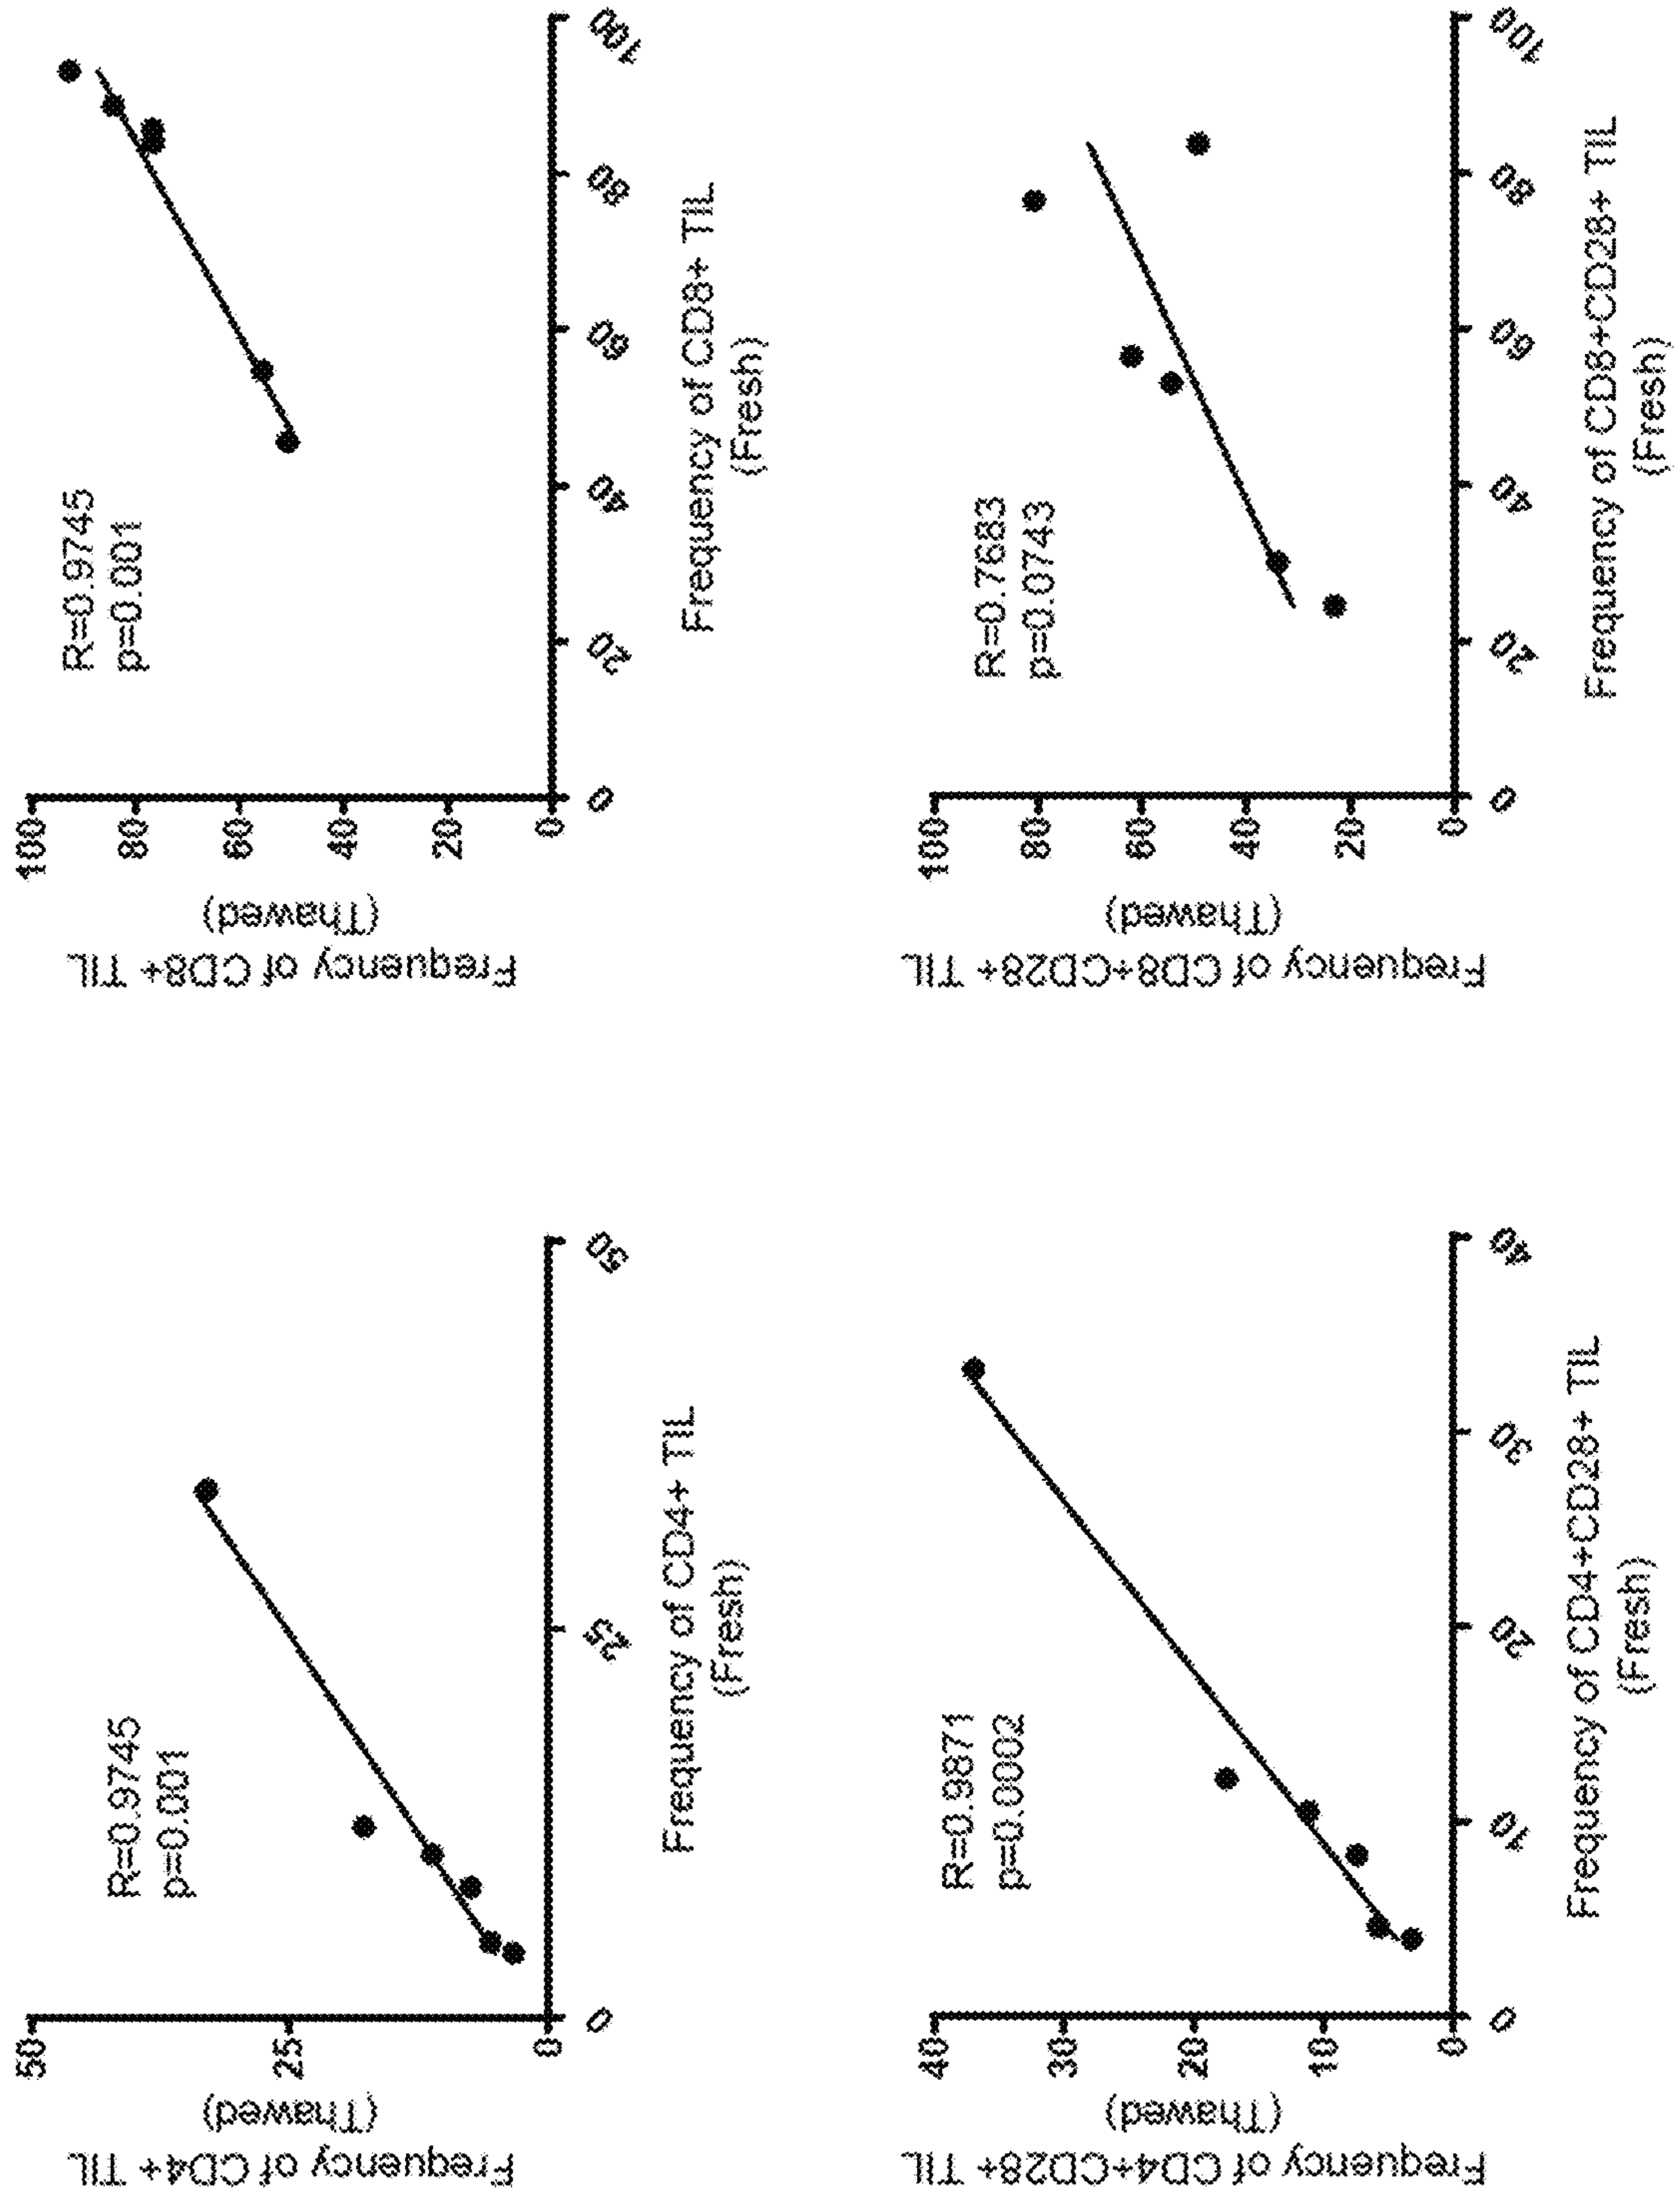 Frequency of CD4+ TIL
(Thawed)
50
25
0
R=0.9745
p=0.001
0
25
50
Frequency of CD4+ TIL
(Fresh)
Frequency of CD8+ TIL
(Thawed)
100
80
60
40
20
0
R=0.9745
p=0.001
0
20
40
60
80
100
Frequency of CD8+ TIL
(Fresh)
Frequency of CD4+CD28+ TIL
(Thawed)
40
30
20
10
0
R=0.9871
p=0.0002
0
10
20
30
40
Frequency of CD4+CD28+ TIL
(Fresh)
Frequency of CD8+CD28+ TIL
(Thawed)
100
80
60
40
20
0
R=0.7683
p=0.0743
0
20
40
60
80
100
Frequency of CD8+CD28+ TIL
(Fresh)